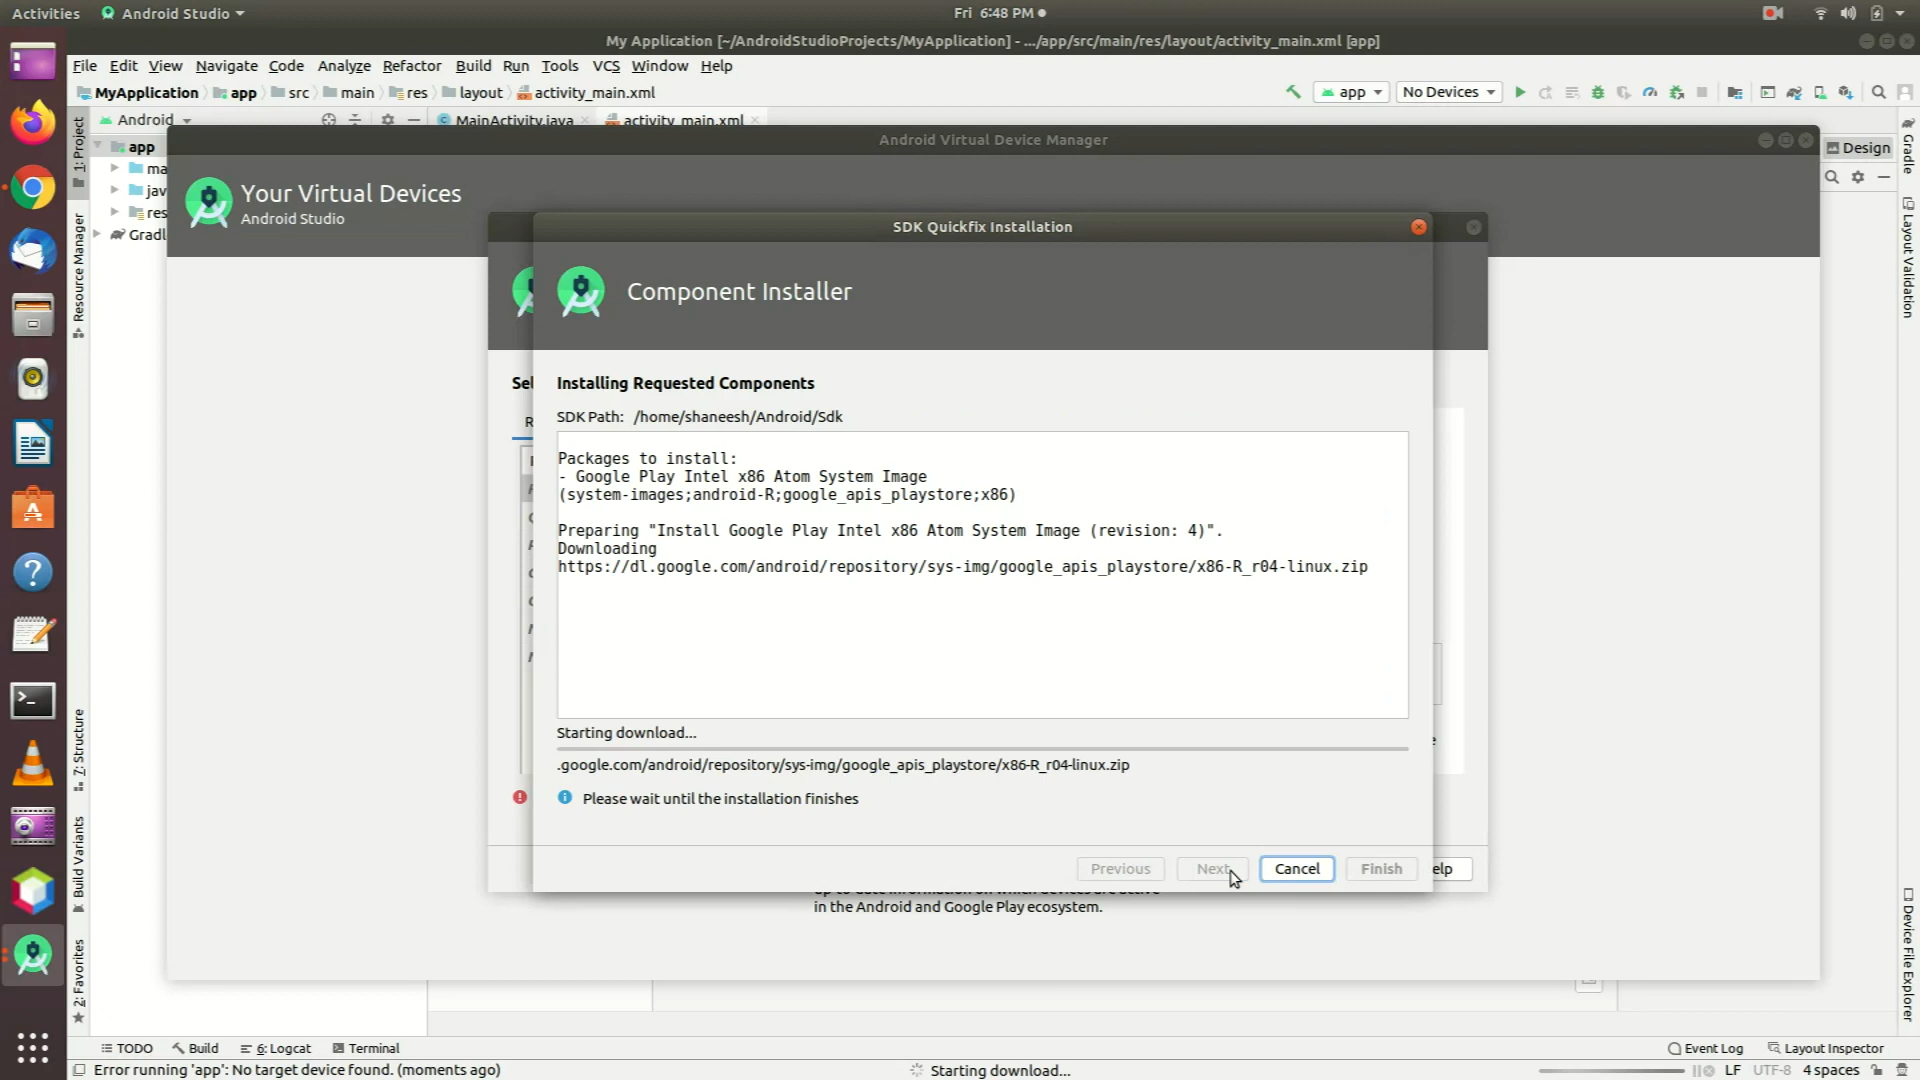 Activities Android Studio Fri 6:48 PM
My Application [~/AndroidStudioProjects/MyApplication] - .../app/src/main/res/layout/activity_main.xml [app]
File Edit View Navigate Code Analyze Refactor Build Run Tools VCS Window Help
MyApplication app src main res layout activity_main.xml app No Devices
Android MainActivity.java activity_main.xml
1: Project
Resource Manager
7: Structure
Build Variants
2: Favorites
app
ma
jav
res
Gradl
Android Virtual Device Manager
Your Virtual Devices
Android Studio
Design
Gradle
Layout Validation
Device File Explorer
SDK Quickfix Installation
Component Installer
Sel
R
Installing Requested Components
SDK Path: /home/shaneesh/Android/Sdk
Packages to install:
- Google Play Intel x86 Atom System Image
(system-images;android-R;google_apis_playstore;x86)
Preparing "Install Google Play Intel x86 Atom System Image (revision: 4)".
Downloading
https://dl.google.com/android/repository/sys-img/google_apis_playstore/x86-R_r04-linux.zip
Starting download...
.google.com/android/repository/sys-img/google_apis_playstore/x86-R_r04-linux.zip
Please wait until the installation finishes
Previous Next Cancel Finish elp
in the Android and Google Play ecosystem.
TODO Build 6: Logcat Terminal Event Log Layout Inspector
Error running 'app': No target device found. (moments ago) Starting download... LF UTF-8 4 spaces